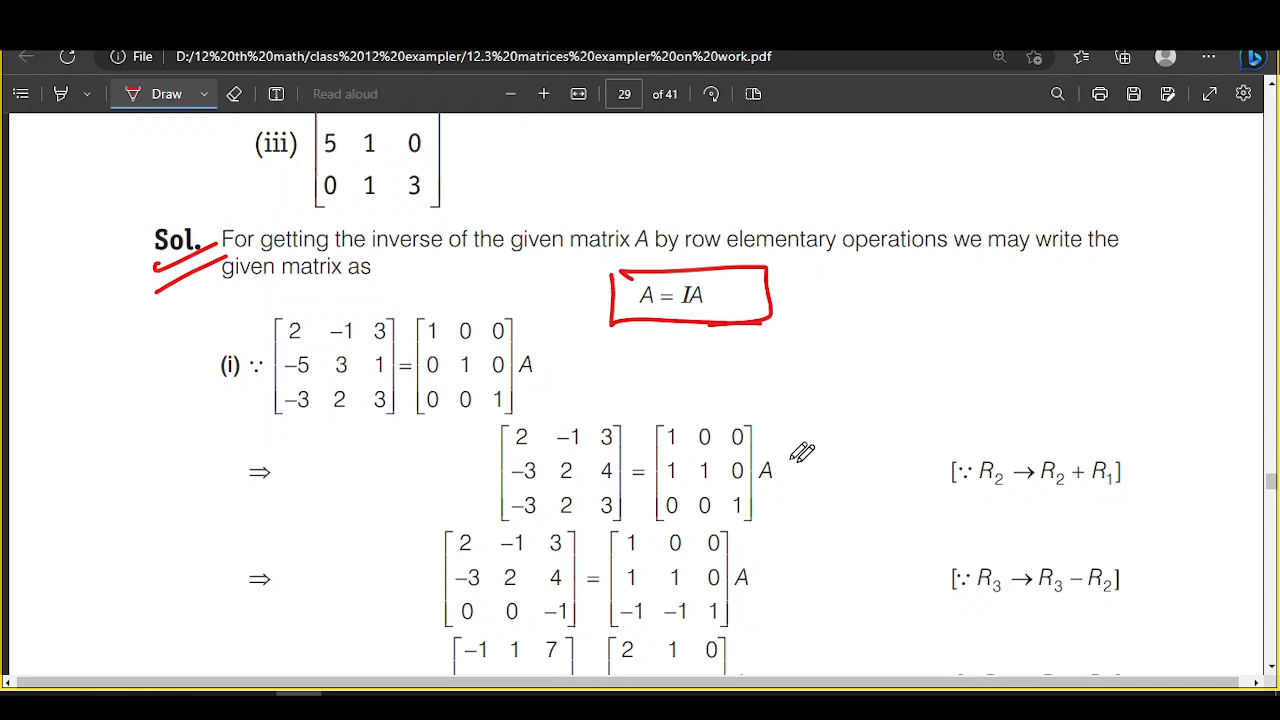 File D:/12%20th%20math/class%2012%20exampler/12.3%20matrices%20exampler%20on%20work.pdf
Draw Read aloud 29 of 41
(iii) 5 1 0
0 1 3
Sol. For getting the inverse of the given matrix A by row elementary operations we may write the
given matrix as
A = IA
2 –1 3 1 0 0
(i) ∵ –5 3 1 = 0 1 0 A
–3 2 3 0 0 1
2 –1 3 1 0 0
⇒ –3 2 4 = 1 1 0 A [∵ R2 → R2 + R1]
–3 2 3 0 0 1
2 –1 3 1 0 0
⇒ –3 2 4 = 1 1 0 A [∵ R3 → R3 – R2]
0 0 –1 –1 –1 1
–1 1 7 2 1 0